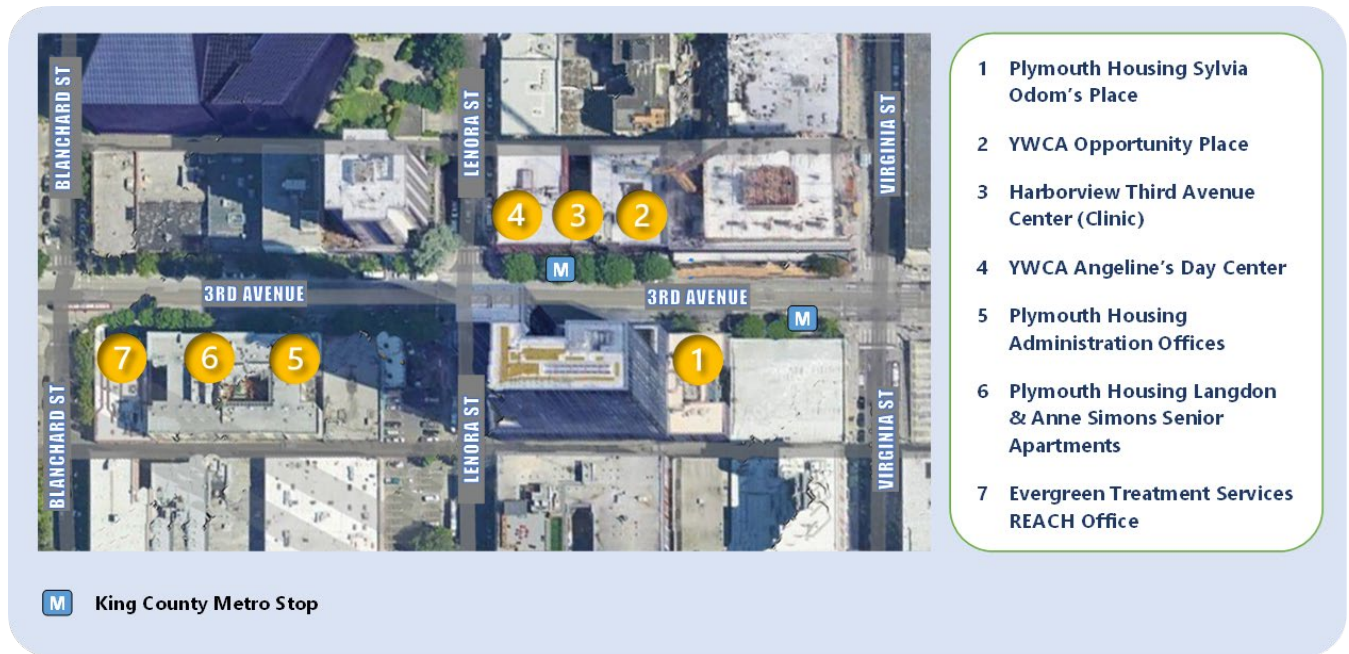 BLANCHARD ST
LENORA ST
VIRGINIA ST
4
3
2
M
3RD AVENUE
3RD AVENUE
M
7
6
5
1
BLANCHARD ST
LENORA ST
VIRGINIA ST
1 Plymouth Housing Sylvia
Odom's Place
2 YWCA Opportunity Place
3 Harborview Third Avenue
Center (Clinic)
4 YWCA Angeline's Day Center
5 Plymouth Housing
Administration Offices
6 Plymouth Housing Langdon
& Anne Simons Senior
Apartments
7 Evergreen Treatment Services
REACH Office
M King County Metro Stop